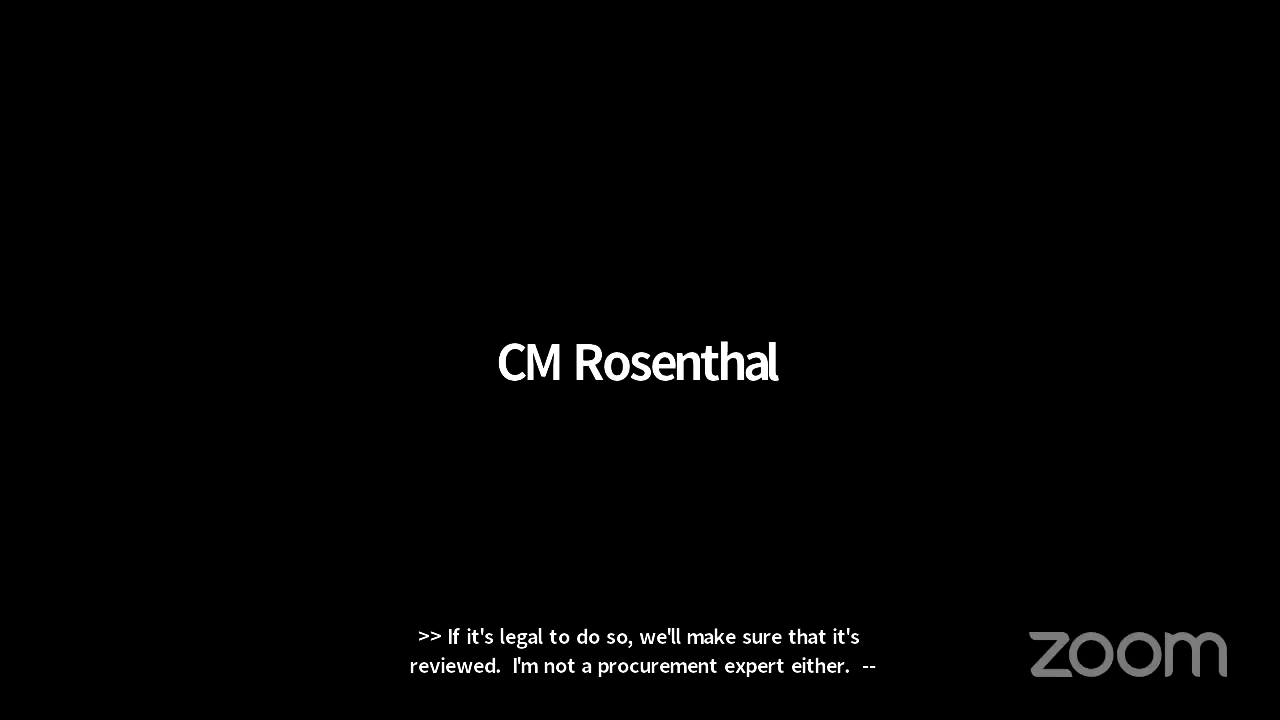 CM Rosenthal
>> If it's legal to do so, we'll make sure that it's
reviewed.  I'm not a procurement expert either.  --
zoom